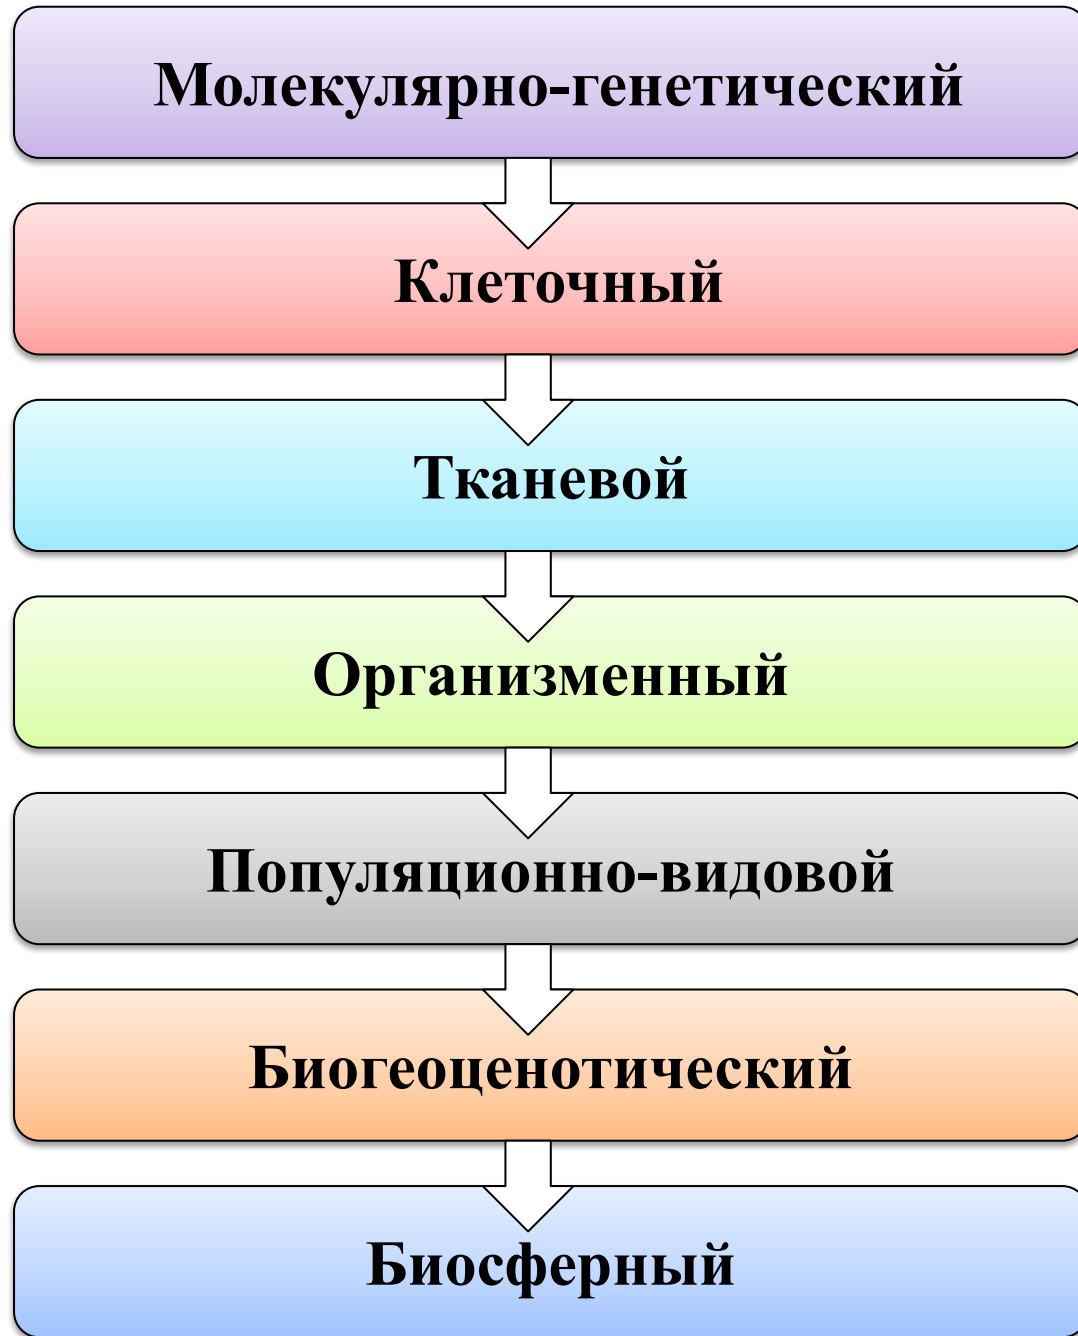 Молекулярно-генетический
Клеточный
Тканевой
Организменный
Популяционно-видовой
Биогеоценотический
Биосферный